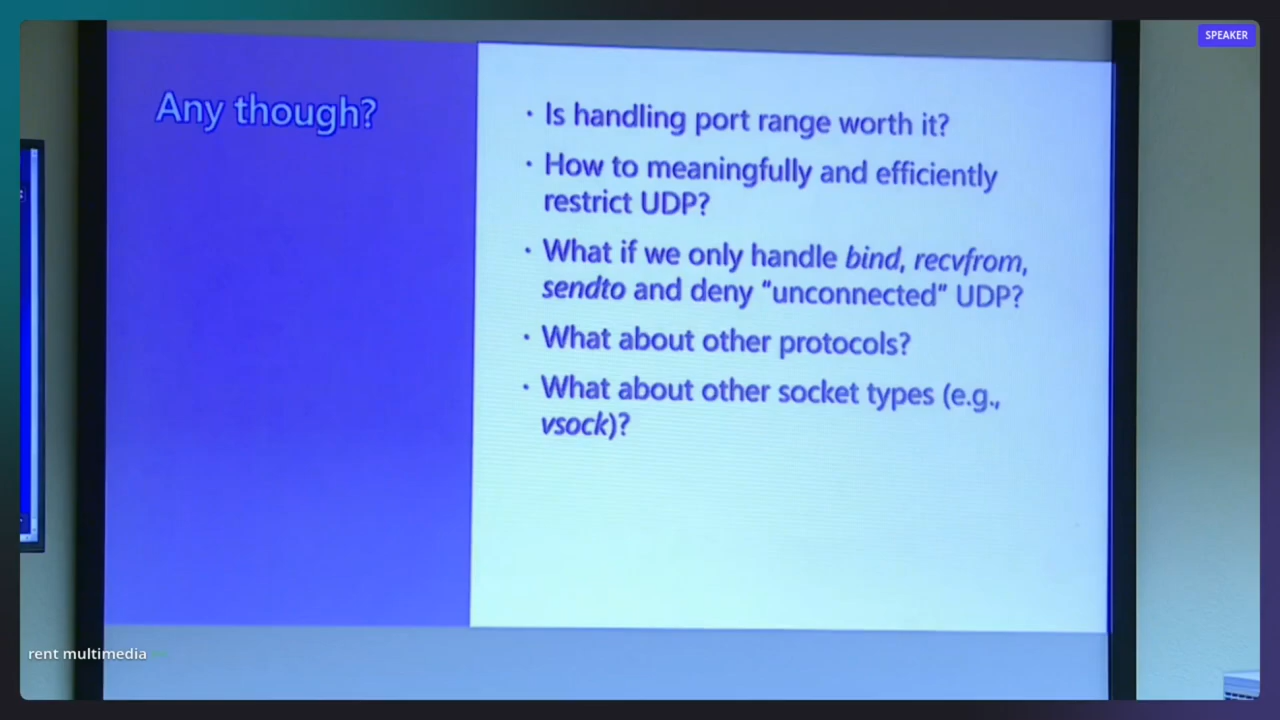 SPEAKER
Any though?
· Is handling port range worth it?
· How to meaningfully and efficiently
restrict UDP?
· What if we only handle bind, recvfrom,
sendto and deny “unconnected” UDP?
· What about other protocols?
· What about other socket types (e.g.,
vsock)?
rent multimedia